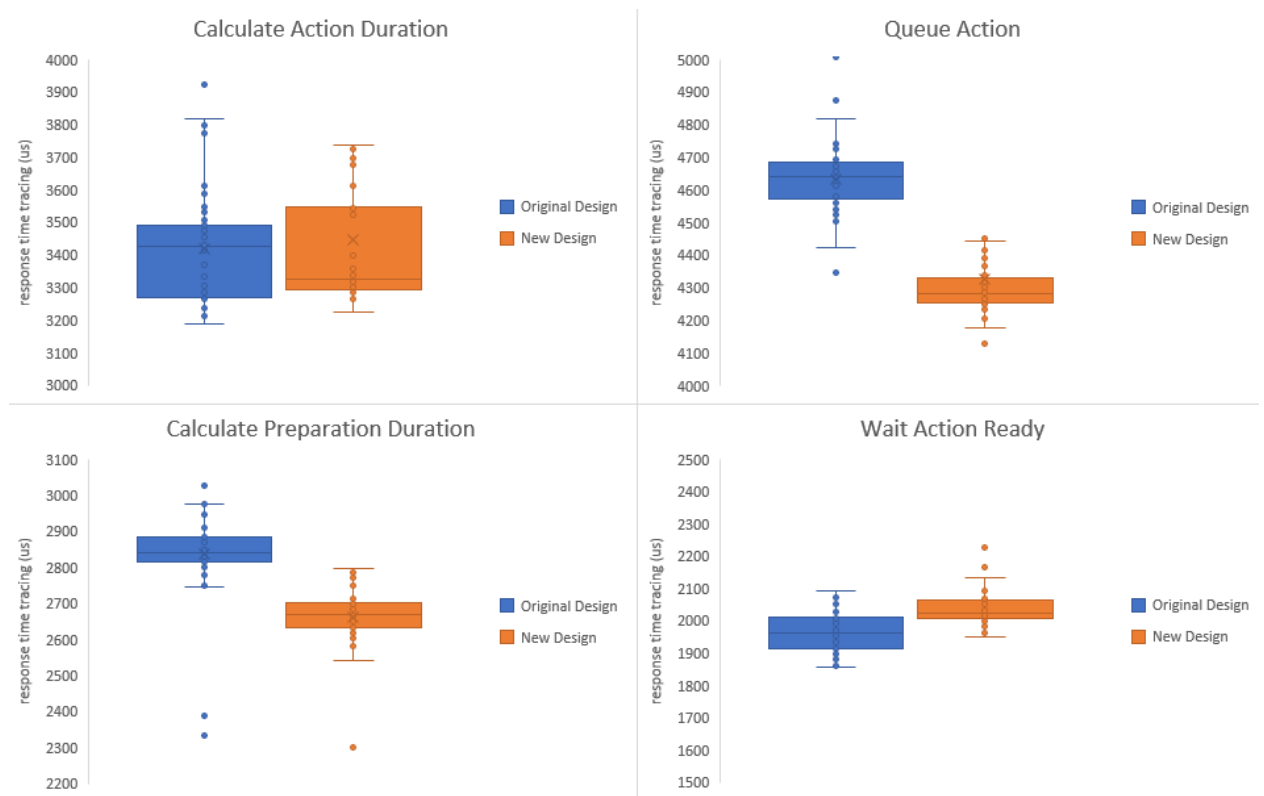 Calculate Action Duration
response time tracing (us)
4000
3900
3800
3700
3600
3500
3400
3300
3200
3100
3000
Original Design
New Design
Queue Action
response time tracing (us)
5000
4900
4800
4700
4600
4500
4400
4300
4200
4100
4000
Original Design
New Design
Calculate Preparation Duration
response time tracing (us)
3100
3000
2900
2800
2700
2600
2500
2400
2300
2200
Original Design
New Design
Wait Action Ready
response time tracing (us)
2500
2400
2300
2200
2100
2000
1900
1800
1700
1600
1500
Original Design
New Design